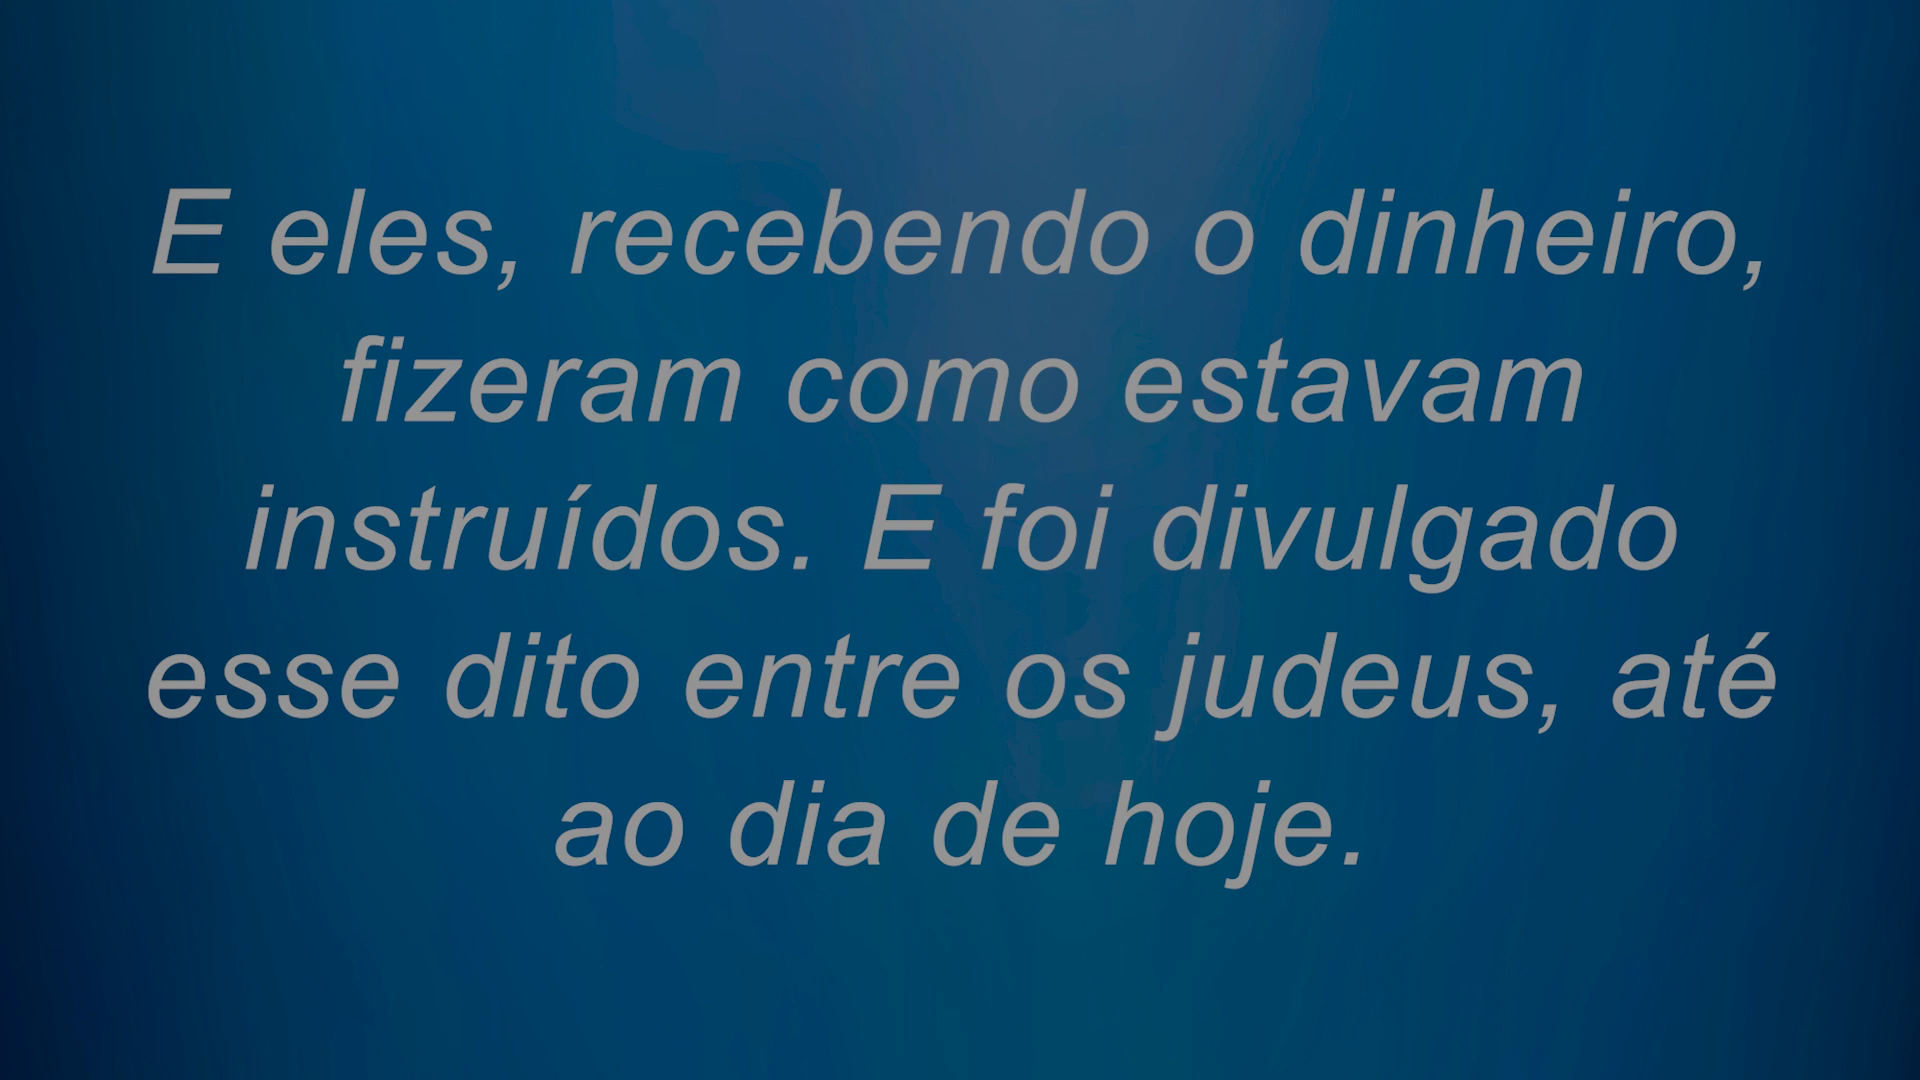 E eles, recebendo o dinheiro,
fizeram como estavam
instruídos. E foi divulgado
esse dito entre os judeus, até
ao dia de hoje.